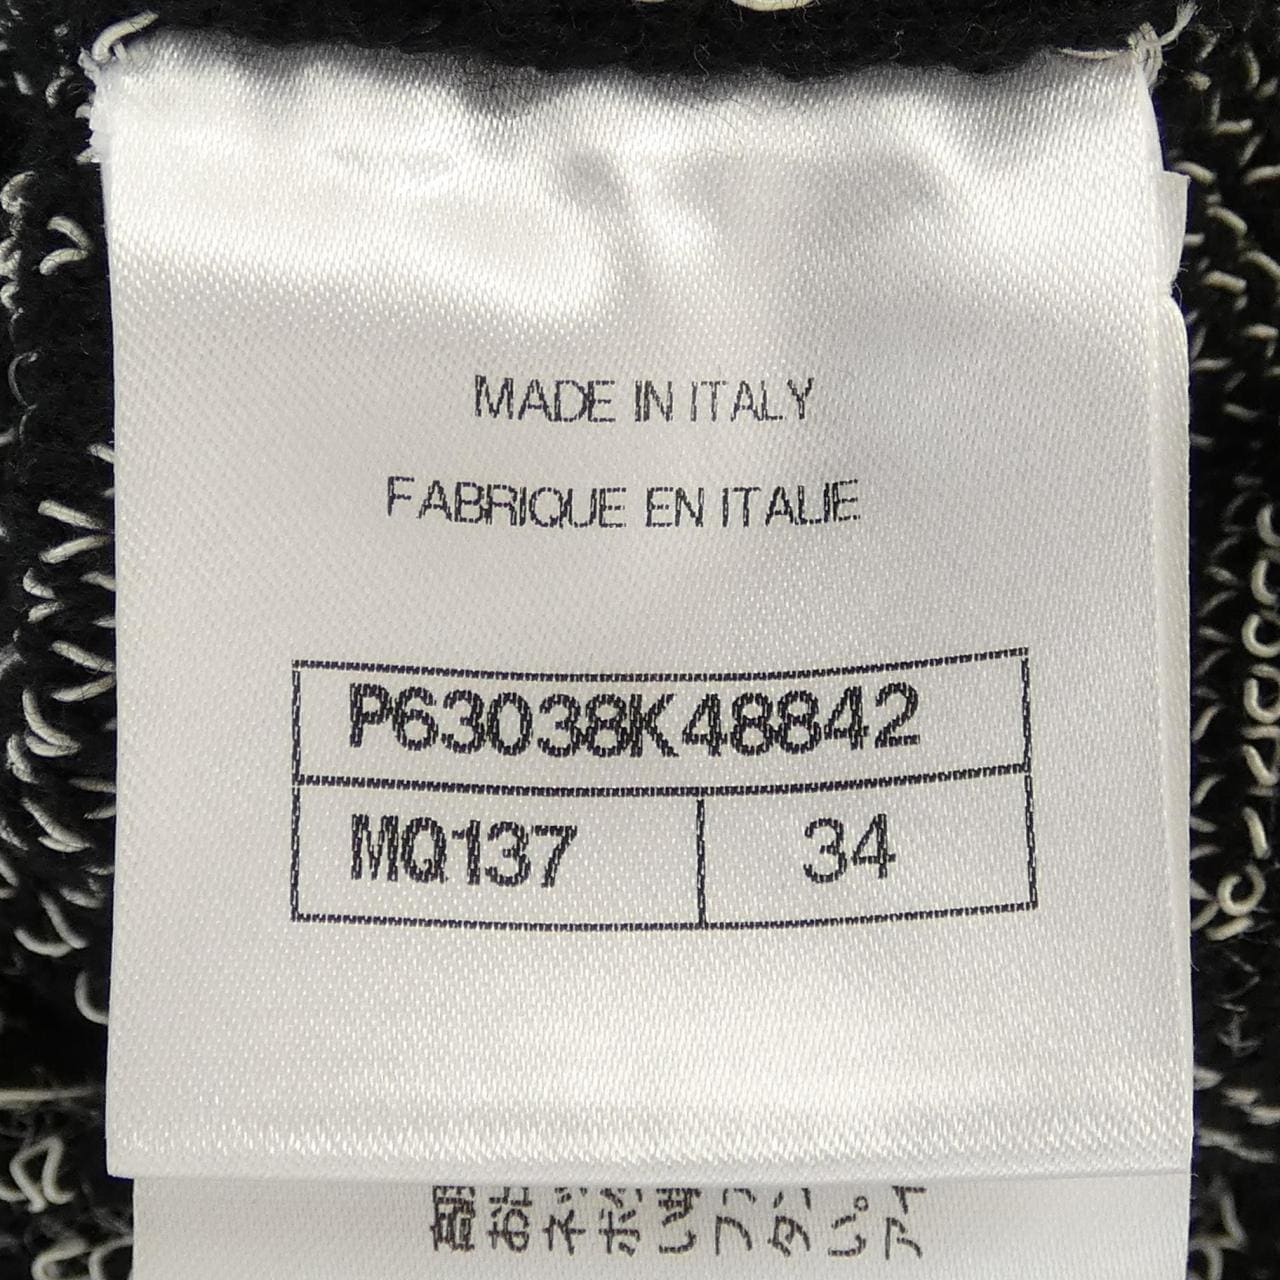 MADE IN ITALY
FABRIQUE EN ITALIE
P63038K48842
MQ137
34